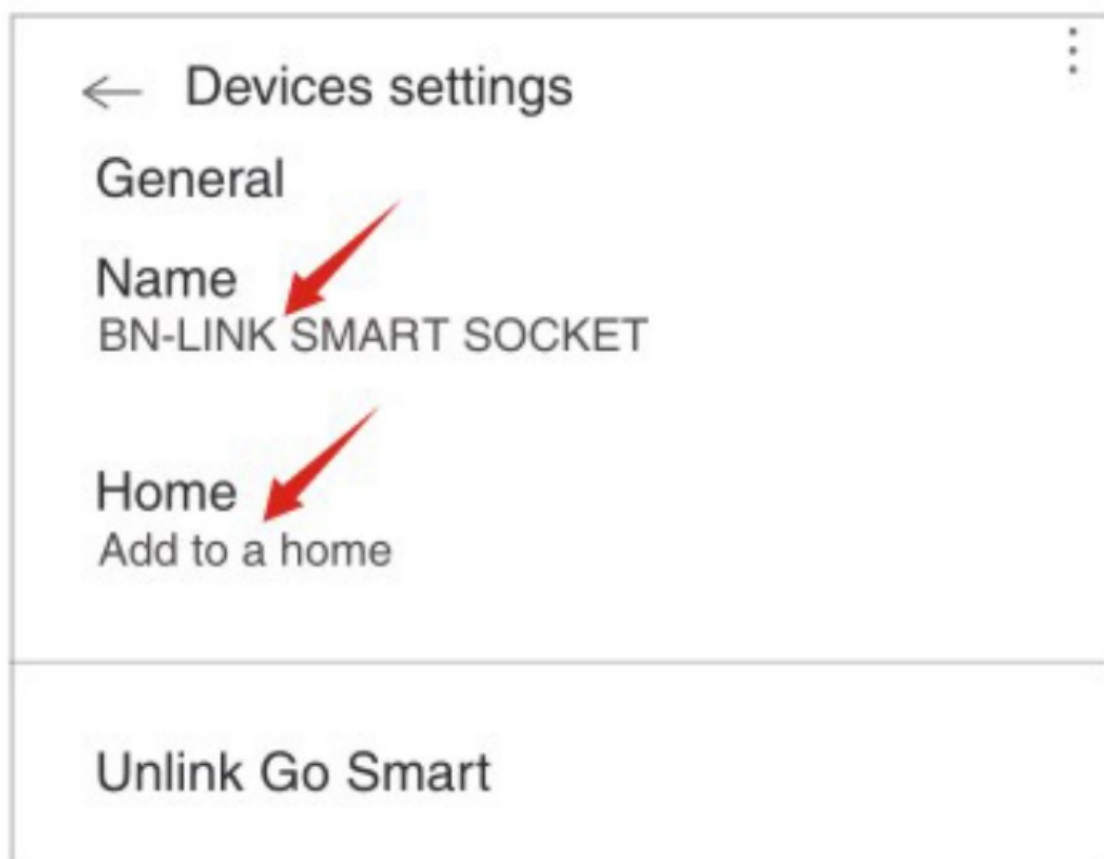 Devices settings
General
Name
BN-LINK SMART SOCKET
Home
Add to a home
Unlink Go Smart